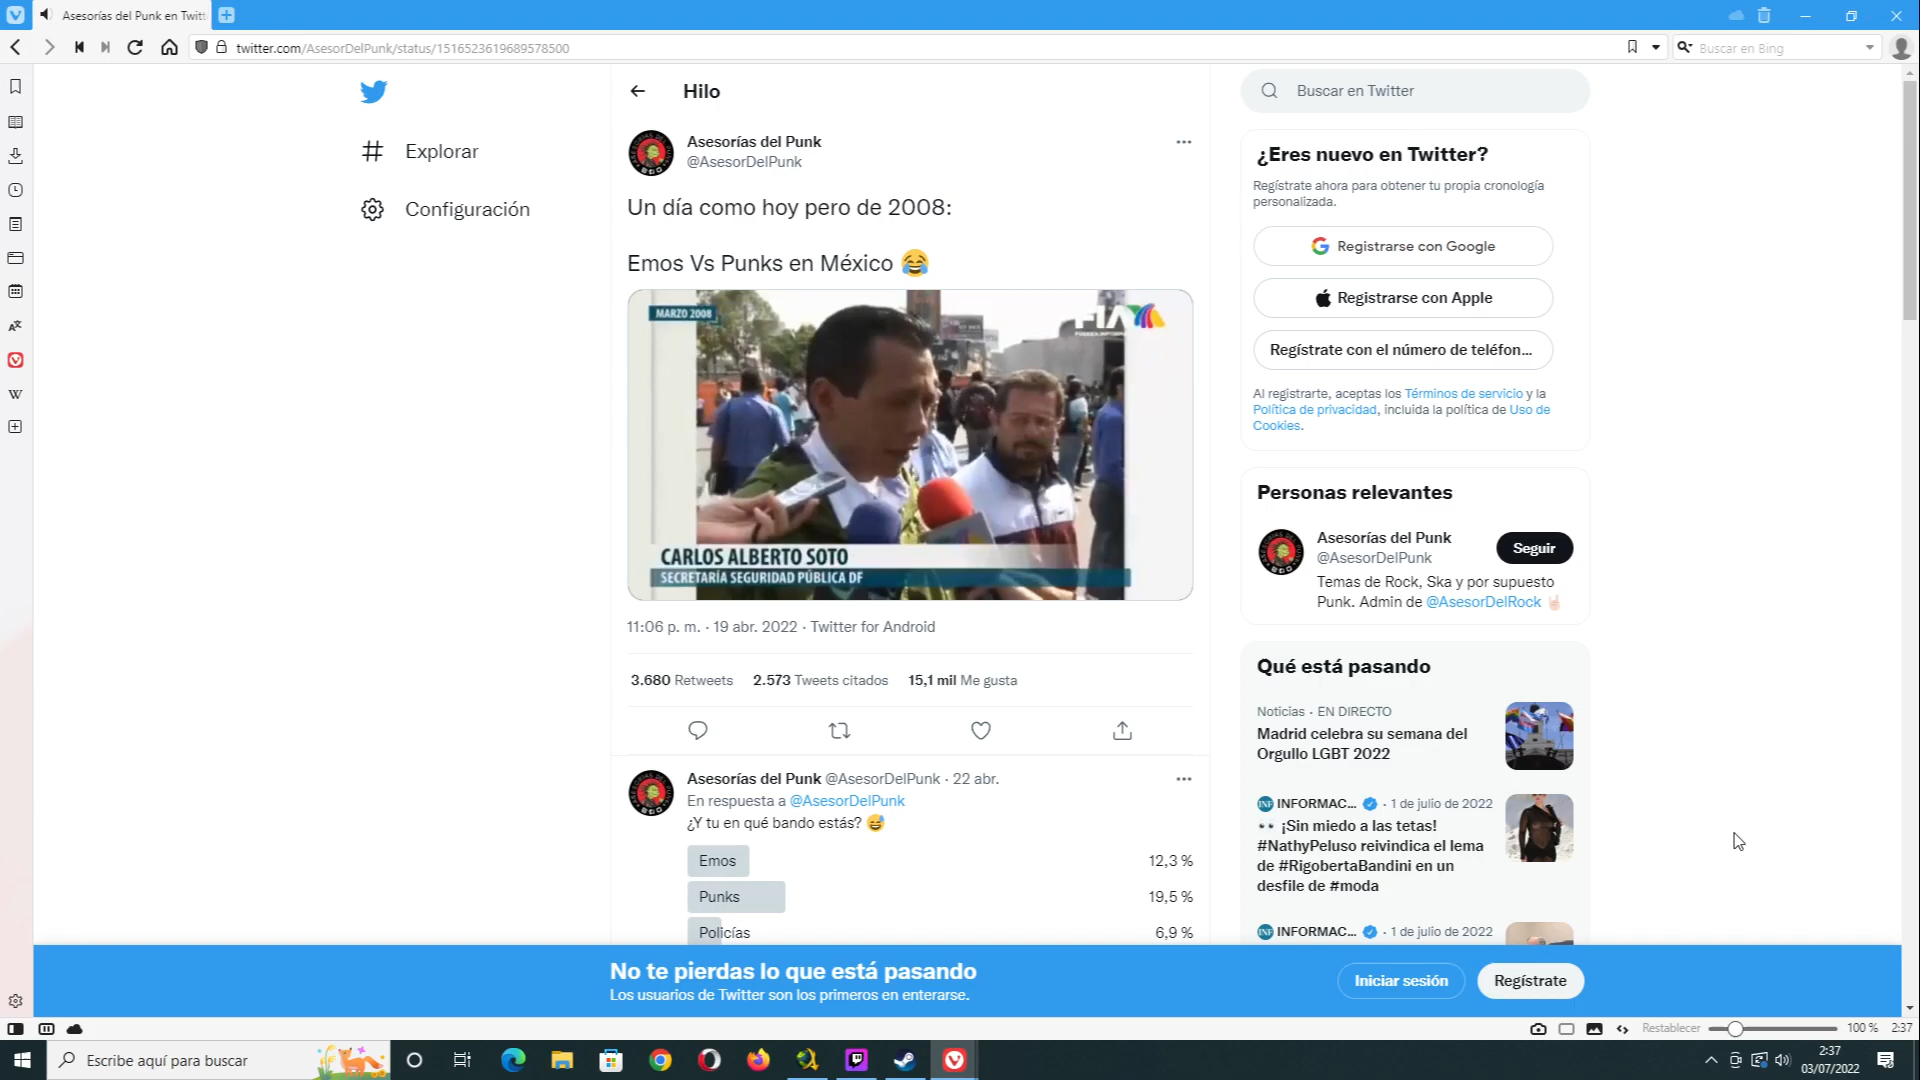 Asesorías del Punk en Twitt
twitter.com/AsesorDelPunk/status/1516523619689578500
Buscar en Bing
Explorar
Configuración
Hilo
Asesorías del Punk
@AsesorDelPunk
Un día como hoy pero de 2008:
Emos Vs Punks en México 😂
MARZO 2008
FIA
CARLOS ALBERTO SOTO
SECRETARÍA SEGURIDAD PÚBLICA DF
11:06 p. m. · 19 abr. 2022 · Twitter for Android
3.680 Retweets 2.573 Tweets citados 15,1 mil Me gusta
Asesorías del Punk @AsesorDelPunk · 22 abr.
En respuesta a @AsesorDelPunk
¿Y tu en qué bando estás? 😅
Emos 12,3 %
Punks 19,5 %
Policías 6,9 %
Buscar en Twitter
¿Eres nuevo en Twitter?
Regístrate ahora para obtener tu propia cronología
personalizada.
Registrarse con Google
Registrarse con Apple
Regístrate con el número de teléfon...
Al registrarte, aceptas los Términos de servicio y la
Política de privacidad, incluida la política de Uso de
Cookies.
Personas relevantes
Asesorías del Punk
@AsesorDelPunk
Seguir
Temas de Rock, Ska y por supuesto
Punk. Admin de @AsesorDelRock 🤘🏻
Qué está pasando
Noticias · EN DIRECTO
Madrid celebra su semana del
Orgullo LGBT 2022
INF INFORMAC... · 1 de julio de 2022
👀 ¡Sin miedo a las tetas!
#NathyPeluso reivindica el lema
de #RigobertaBandini en un
desfile de #moda
INF INFORMAC... · 1 de julio de 2022
No te pierdas lo que está pasando
Los usuarios de Twitter son los primeros en enterarse.
Iniciar sesión
Regístrate
Restablecer 100 % 2:37
Escribe aquí para buscar
2:37
03/07/2022